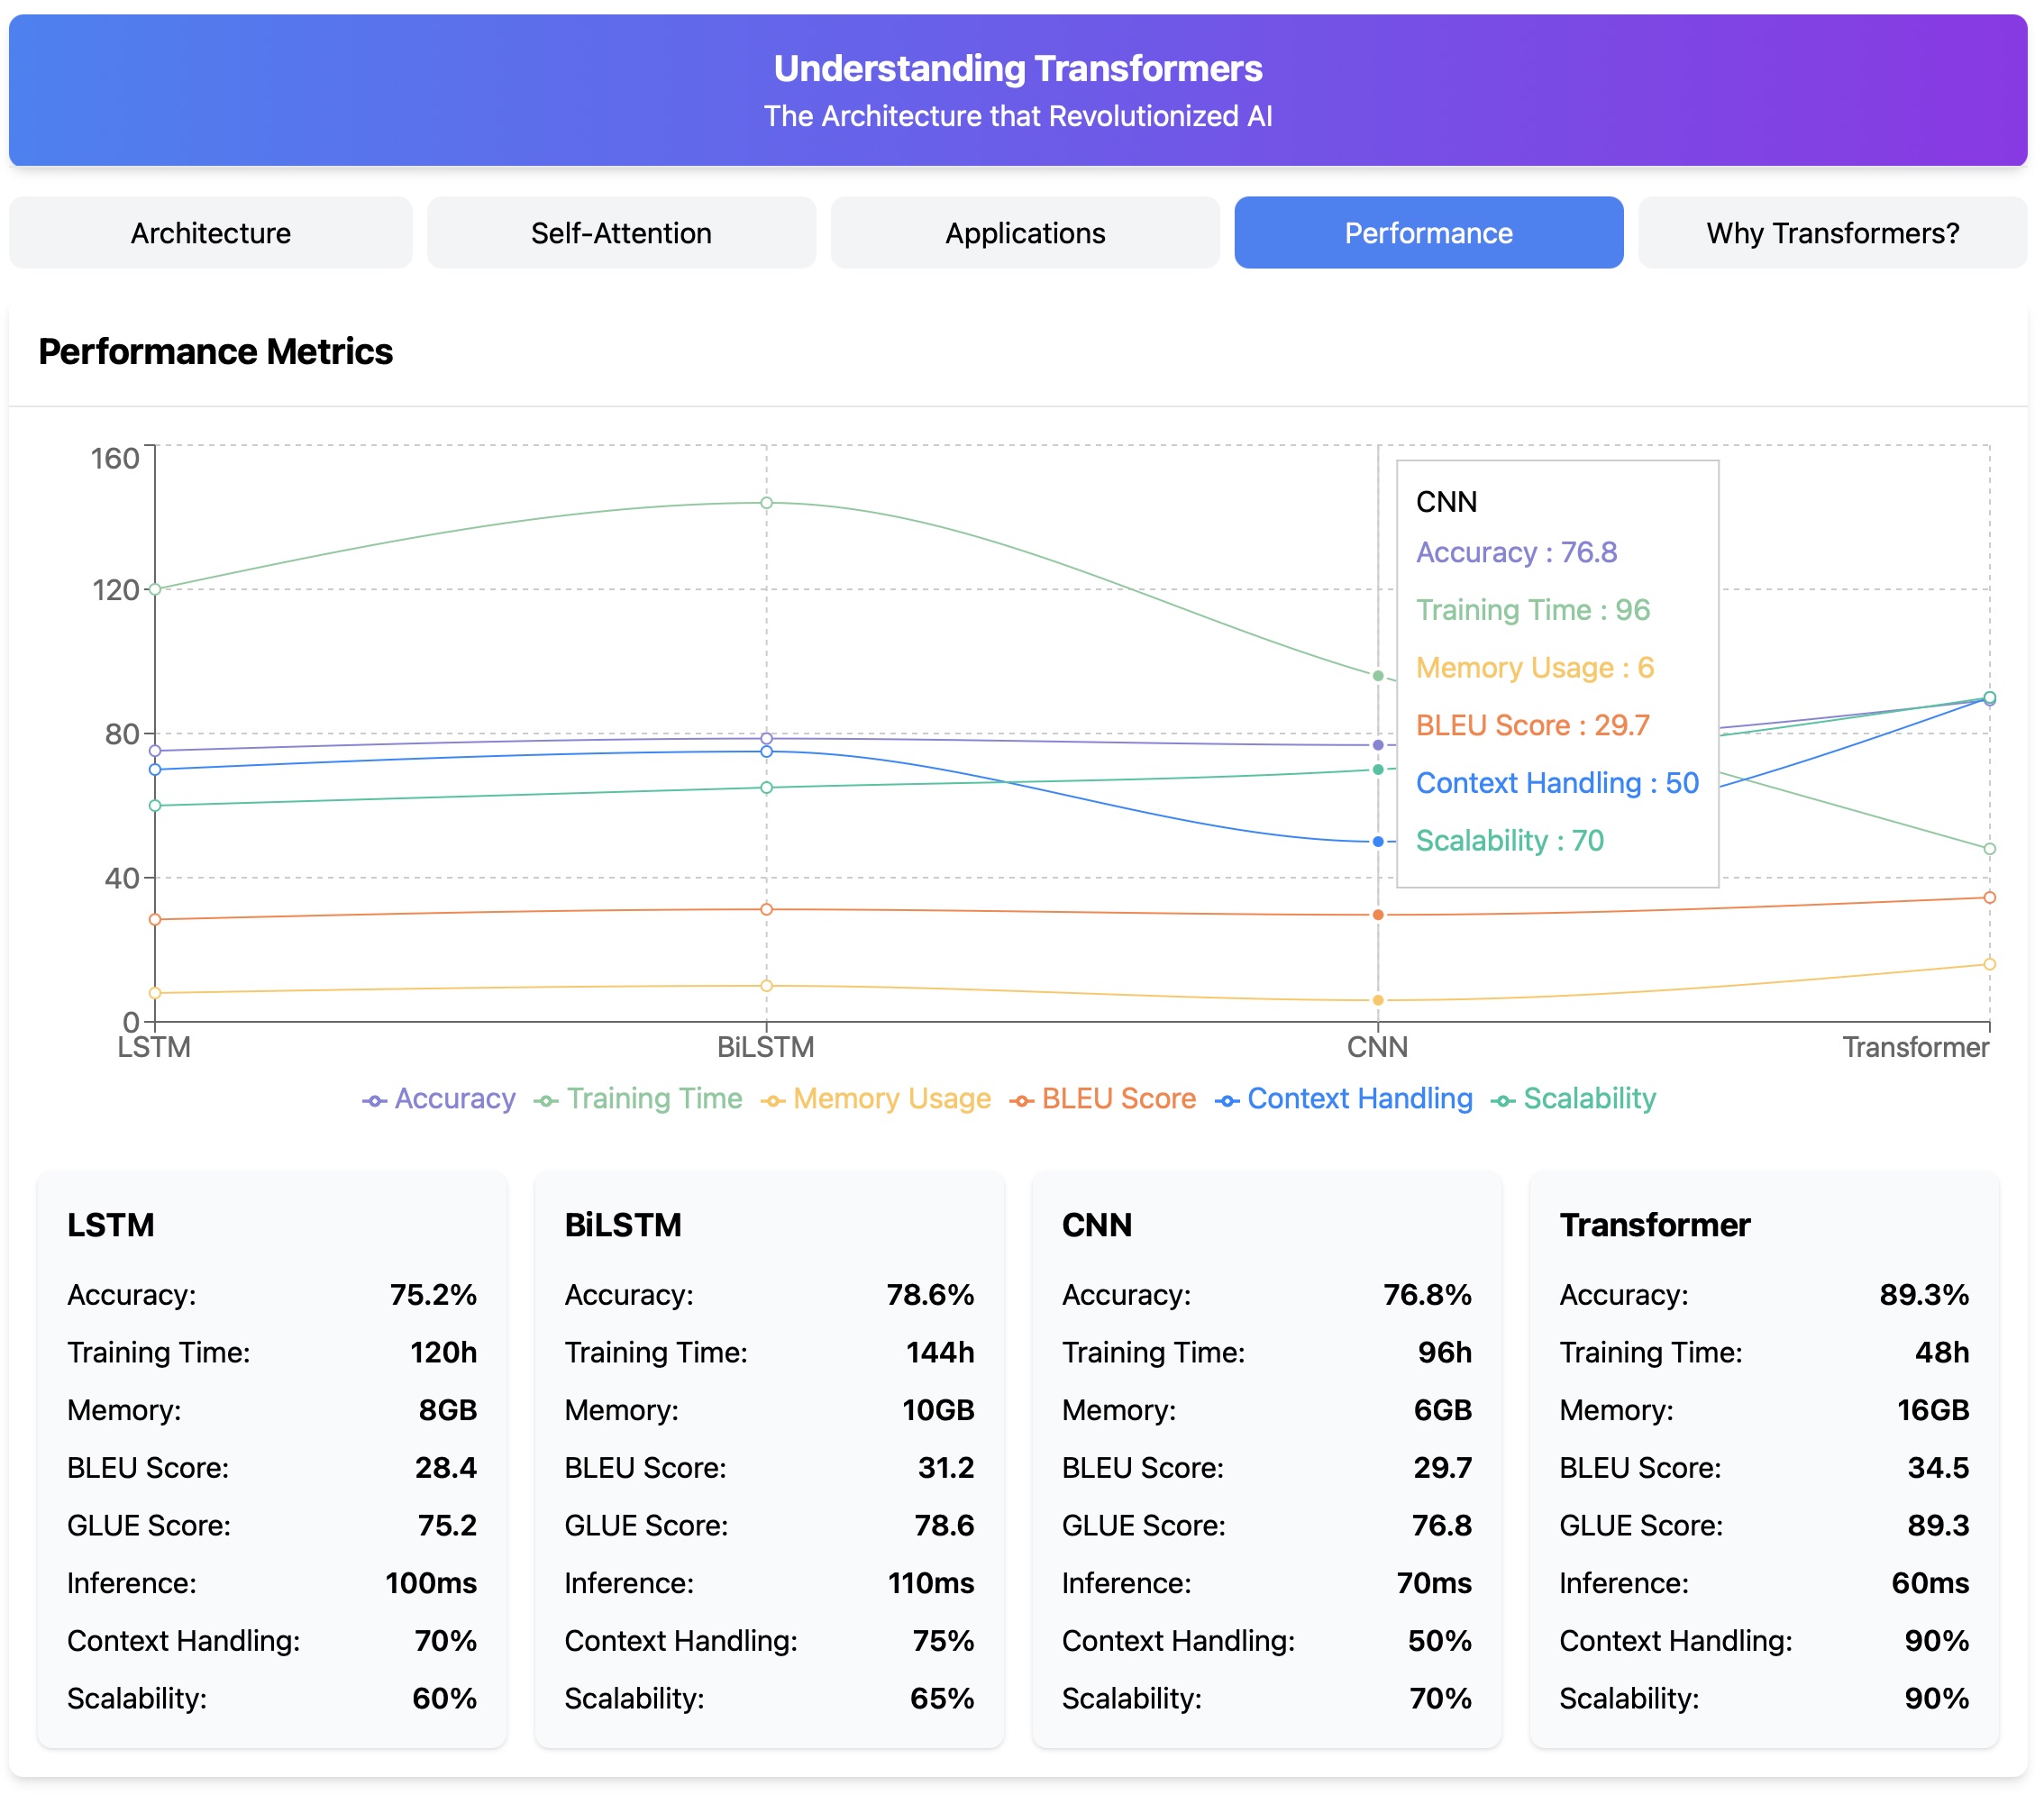 Understanding Transformers
The Architecture that Revolutionized AI
Architecture
Self-Attention
Applications
Performance
Why Transformers?
Performance Metrics
160
120
80
40
0
LSTM
BiLSTM
CNN
Transformer
CNN
Accuracy : 76.8
Training Time : 96
Memory Usage : 6
BLEU Score : 29.7
Context Handling : 50
Scalability : 70
Accuracy Training Time Memory Usage BLEU Score Context Handling Scalability
LSTM
Accuracy: 75.2%
Training Time: 120h
Memory: 8GB
BLEU Score: 28.4
GLUE Score: 75.2
Inference: 100ms
Context Handling: 70%
Scalability: 60%
BiLSTM
Accuracy: 78.6%
Training Time: 144h
Memory: 10GB
BLEU Score: 31.2
GLUE Score: 78.6
Inference: 110ms
Context Handling: 75%
Scalability: 65%
CNN
Accuracy: 76.8%
Training Time: 96h
Memory: 6GB
BLEU Score: 29.7
GLUE Score: 76.8
Inference: 70ms
Context Handling: 50%
Scalability: 70%
Transformer
Accuracy: 89.3%
Training Time: 48h
Memory: 16GB
BLEU Score: 34.5
GLUE Score: 89.3
Inference: 60ms
Context Handling: 90%
Scalability: 90%